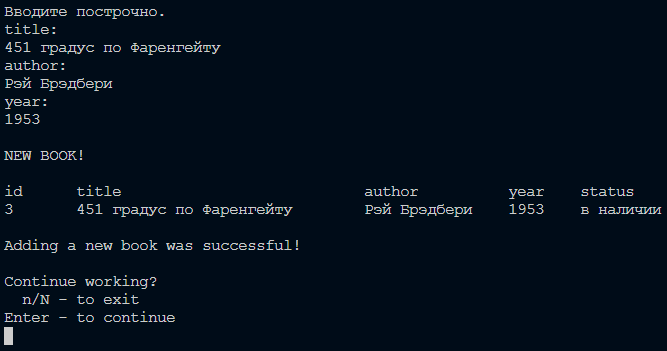 Вводите построчно.
title:
451 градус по Фаренгейту
author:
Рэй Брэдбери
year:
1953
NEW BOOK!
id title author year status
3 451 градус по Фаренгейту Рэй Брэдбери 1953 в наличии
Adding a new book was successful!
Continue working?
n/N - to exit
Enter - to continue